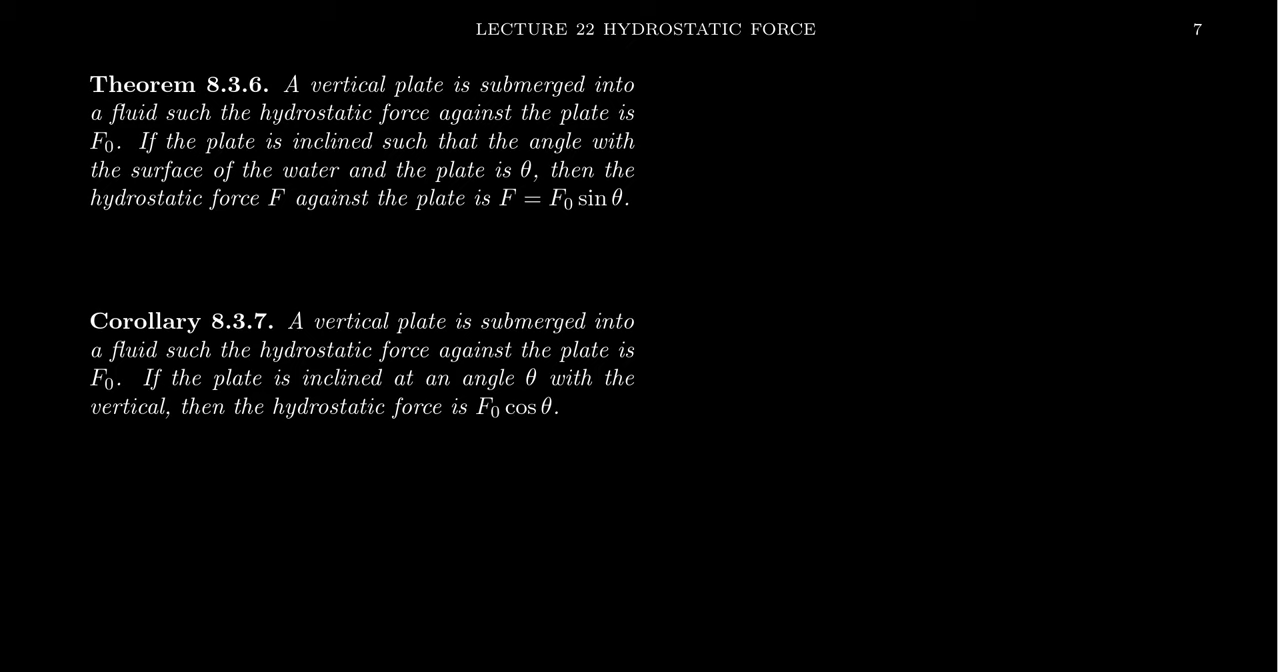 LECTURE 22 HYDROSTATIC FORCE 7
Theorem 8.3.6. A vertical plate is submerged into
a fluid such the hydrostatic force against the plate is
F₀. If the plate is inclined such that the angle with
the surface of the water and the plate is θ, then the
hydrostatic force F against the plate is F = F₀ sin θ.
Corollary 8.3.7. A vertical plate is submerged into
a fluid such the hydrostatic force against the plate is
F₀. If the plate is inclined at an angle θ with the
vertical, then the hydrostatic force is F₀ cos θ.